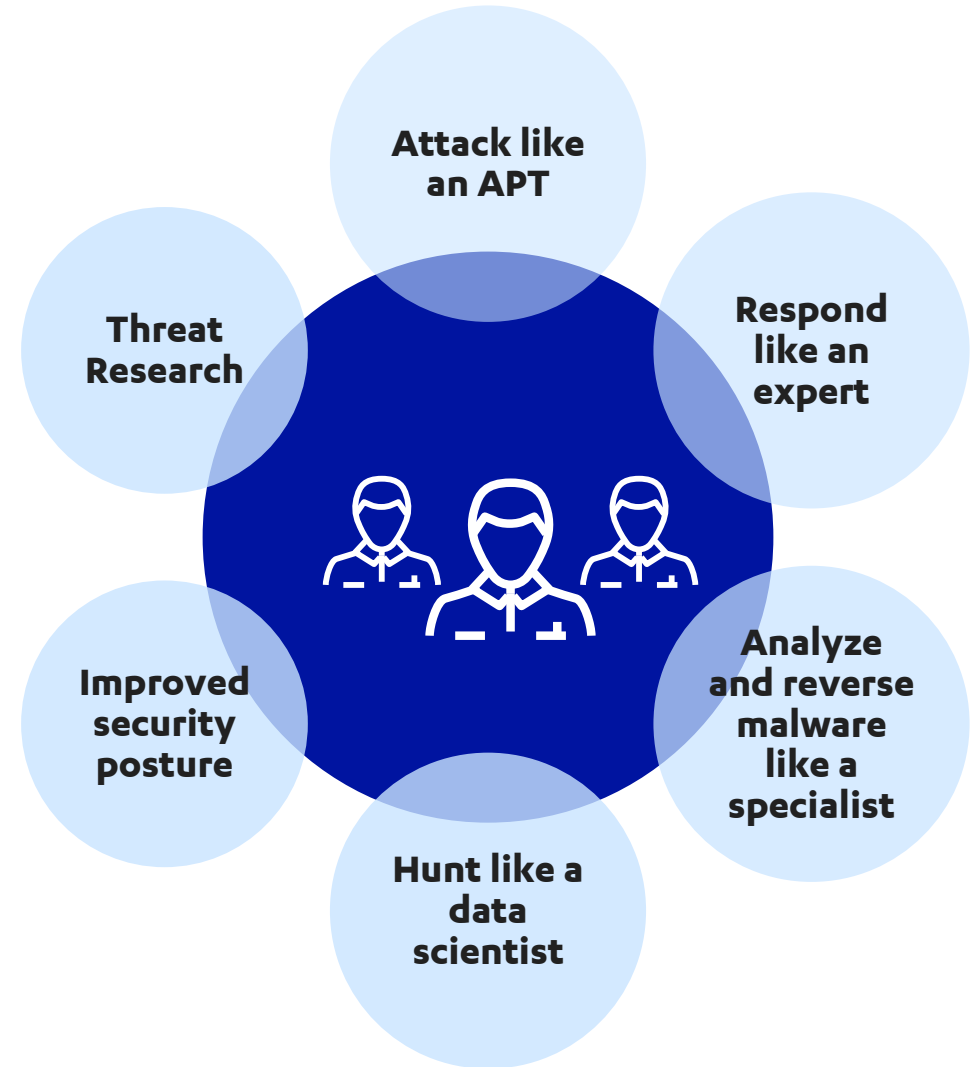 Attack like
an APT
Respond
like an
expert
Analyze
and reverse
malware
like a
specialist
Hunt like a
data
scientist
Improved
security
posture
Threat
Research